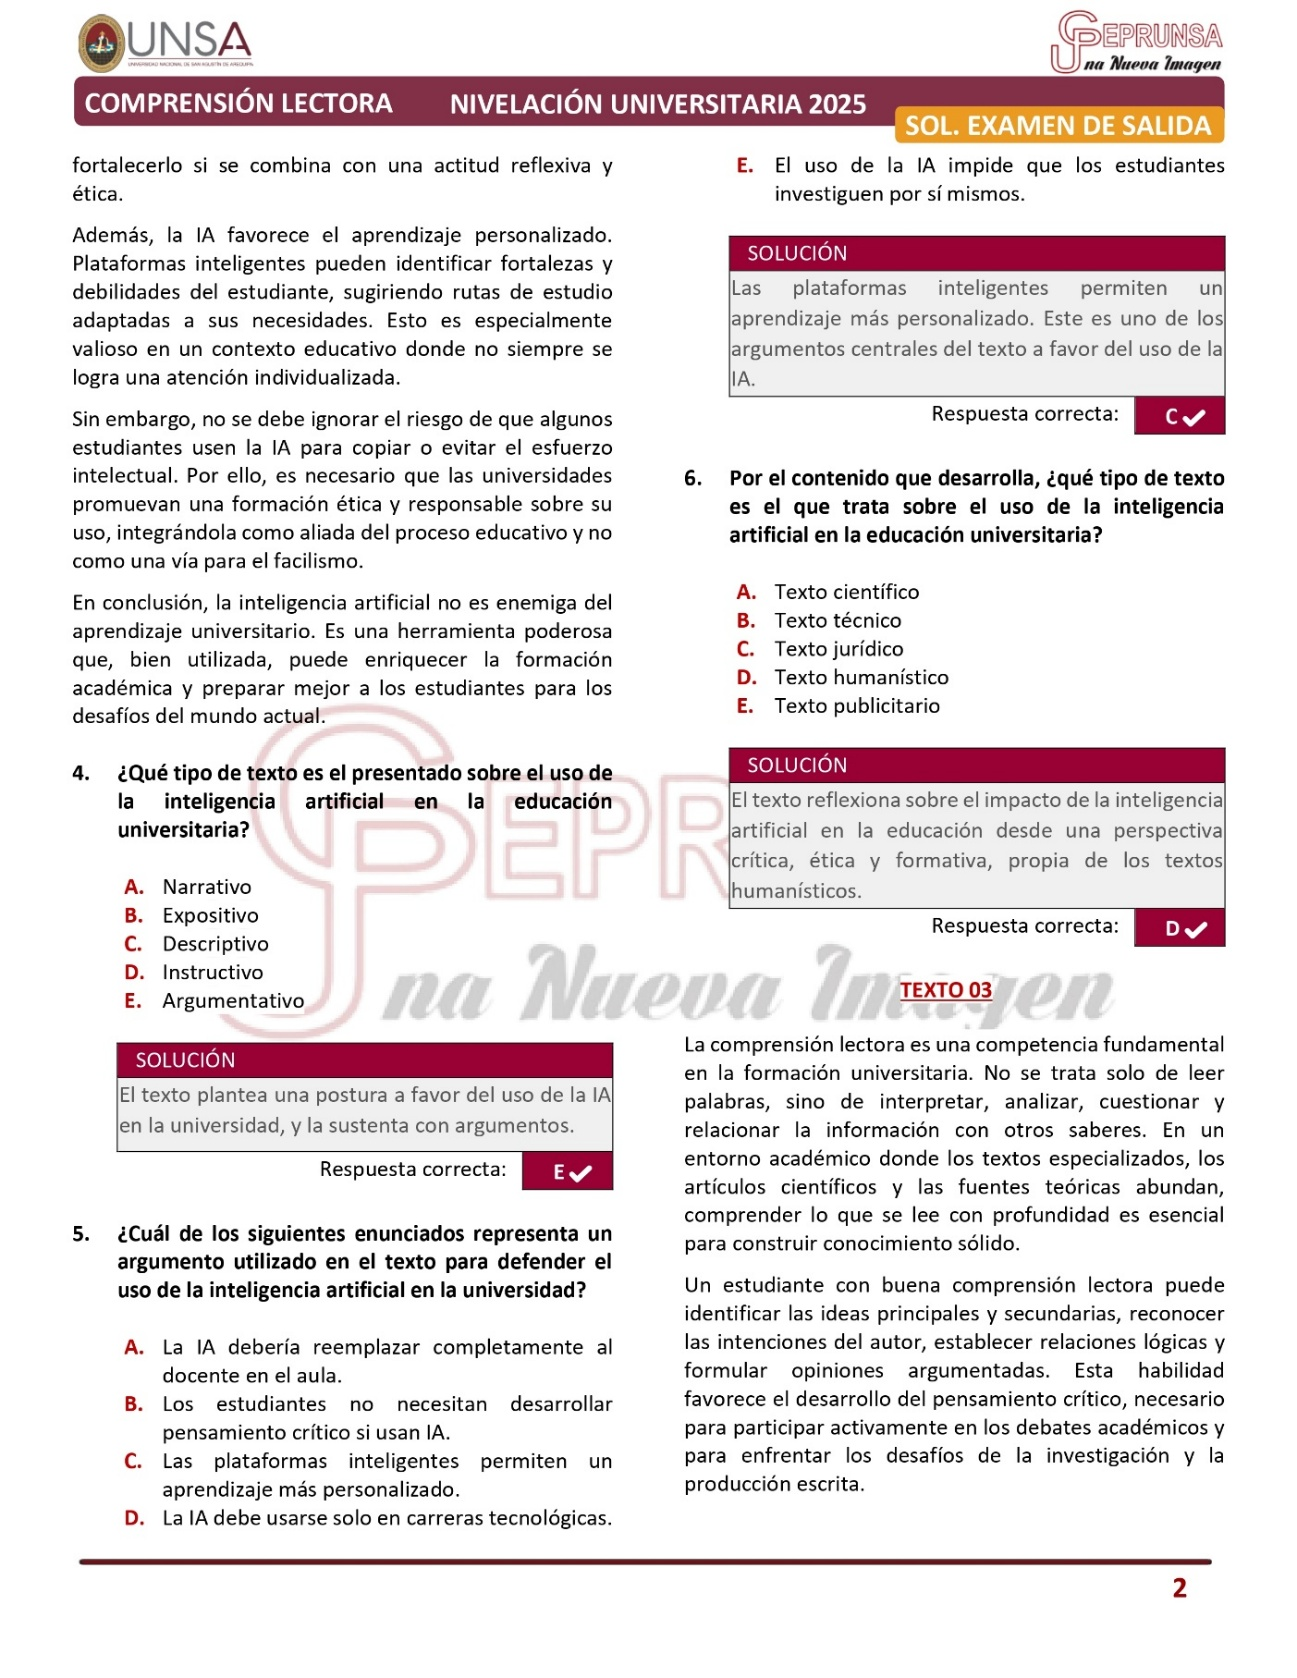 UNSA
UNIVERSIDAD NACIONAL DE SAN AGUSTÍN DE AREQUIPA
CEPRUNSA
Una Nueva Imagen
COMPRENSIÓN LECTORA NIVELACIÓN UNIVERSITARIA 2025
SOL. EXAMEN DE SALIDA
fortalecerlo si se combina con una actitud reflexiva y
ética.
Además, la IA favorece el aprendizaje personalizado.
Plataformas inteligentes pueden identificar fortalezas y
debilidades del estudiante, sugiriendo rutas de estudio
adaptadas a sus necesidades. Esto es especialmente
valioso en un contexto educativo donde no siempre se
logra una atención individualizada.
Sin embargo, no se debe ignorar el riesgo de que algunos
estudiantes usen la IA para copiar o evitar el esfuerzo
intelectual. Por ello, es necesario que las universidades
promuevan una formación ética y responsable sobre su
uso, integrándola como aliada del proceso educativo y no
como una vía para el facilismo.
En conclusión, la inteligencia artificial no es enemiga del
aprendizaje universitario. Es una herramienta poderosa
que, bien utilizada, puede enriquecer la formación
académica y preparar mejor a los estudiantes para los
desafíos del mundo actual.
4. ¿Qué tipo de texto es el presentado sobre el uso de
la inteligencia artificial en la educación
universitaria?
A. Narrativo
B. Expositivo
C. Descriptivo
D. Instructivo
E. Argumentativo
SOLUCIÓN
El texto plantea una postura a favor del uso de la IA
en la universidad, y la sustenta con argumentos.
Respuesta correcta: E✔
5. ¿Cuál de los siguientes enunciados representa un
argumento utilizado en el texto para defender el
uso de la inteligencia artificial en la universidad?
A. La IA debería reemplazar completamente al
docente en el aula.
B. Los estudiantes no necesitan desarrollar
pensamiento crítico si usan IA.
C. Las plataformas inteligentes permiten un
aprendizaje más personalizado.
D. La IA debe usarse solo en carreras tecnológicas.
E. El uso de la IA impide que los estudiantes
investiguen por sí mismos.
SOLUCIÓN
Las plataformas inteligentes permiten un
aprendizaje más personalizado. Este es uno de los
argumentos centrales del texto a favor del uso de la
IA.
Respuesta correcta: C✔
6. Por el contenido que desarrolla, ¿qué tipo de texto
es el que trata sobre el uso de la inteligencia
artificial en la educación universitaria?
A. Texto científico
B. Texto técnico
C. Texto jurídico
D. Texto humanístico
E. Texto publicitario
SOLUCIÓN
El texto reflexiona sobre el impacto de la inteligencia
artificial en la educación desde una perspectiva
crítica, ética y formativa, propia de los textos
humanísticos.
Respuesta correcta: D✔
TEXTO 03
La comprensión lectora es una competencia fundamental
en la formación universitaria. No se trata solo de leer
palabras, sino de interpretar, analizar, cuestionar y
relacionar la información con otros saberes. En un
entorno académico donde los textos especializados, los
artículos científicos y las fuentes teóricas abundan,
comprender lo que se lee con profundidad es esencial
para construir conocimiento sólido.
Un estudiante con buena comprensión lectora puede
identificar las ideas principales y secundarias, reconocer
las intenciones del autor, establecer relaciones lógicas y
formular opiniones argumentadas. Esta habilidad
favorece el desarrollo del pensamiento crítico, necesario
para participar activamente en los debates académicos y
para enfrentar los desafíos de la investigación y la
producción escrita.
2